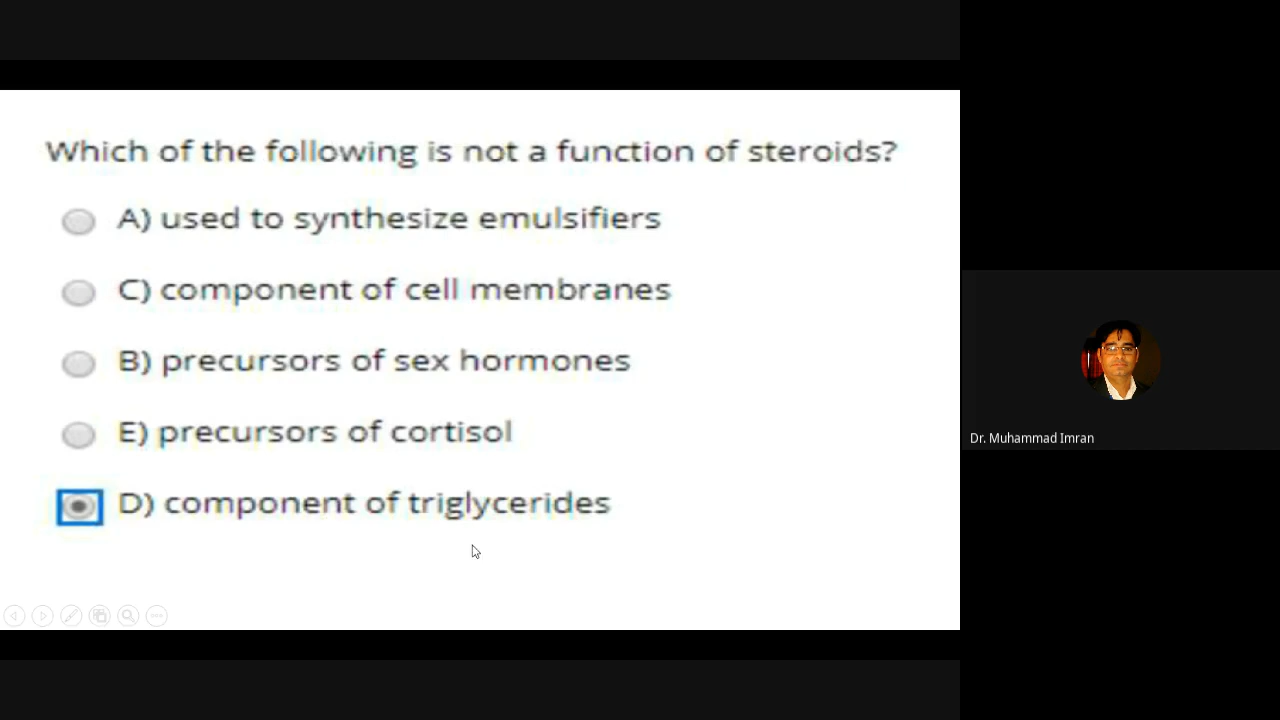 Which of the following is not a function of steroids?
A) used to synthesize emulsifiers
C) component of cell membranes
B) precursors of sex hormones
E) precursors of cortisol
D) component of triglycerides
Dr. Muhammad Imran